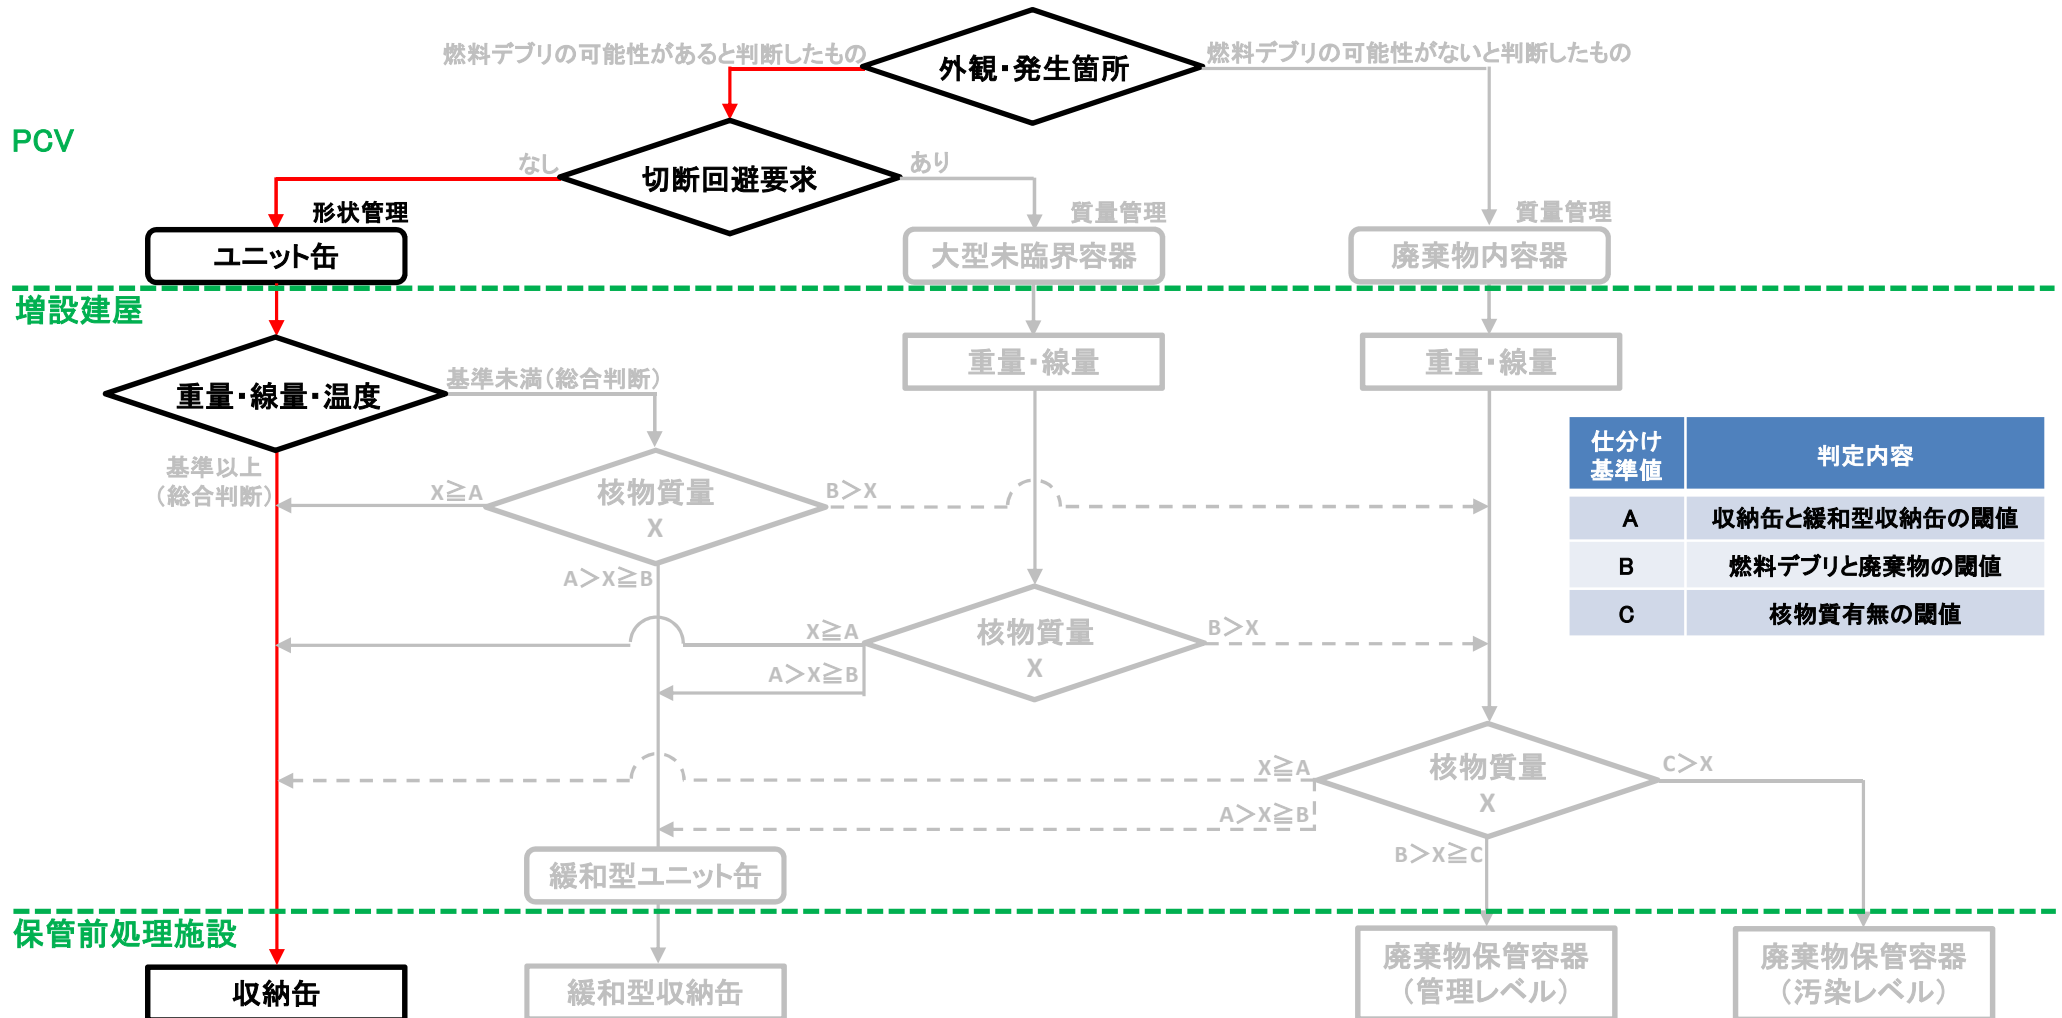 燃料デブリの可能性があると判断したもの
外観・発生箇所
燃料デブリの可能性がないと判断したもの
PCV
なし
切断回避要求
あり
形状管理
質量管理
質量管理
ユニット缶
大型未臨界容器
廃棄物内容器
増設建屋
重量・線量・温度
基準未満（総合判断）
重量・線量
重量・線量
基準以上
（総合判断）
X≧A
核物質量
X
B＞X
A＞X≧B
仕分け
基準値
判定内容
A
収納缶と緩和型収納缶の閾値
B
燃料デブリと廃棄物の閾値
C
核物質有無の閾値
X≧A
核物質量
X
B＞X
A＞X≧B
X≧A
核物質量
X
C＞X
A＞X≧B
B＞X≧C
緩和型ユニット缶
保管前処理施設
収納缶
緩和型収納缶
廃棄物保管容器
（管理レベル）
廃棄物保管容器
（汚染レベル）